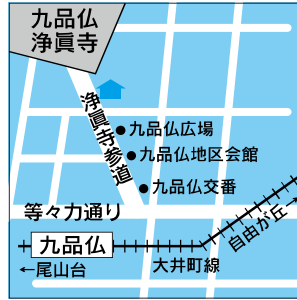 九品仏
浄眞寺
浄眞寺参道
九品仏広場
九品仏地区会館
九品仏交番
等々力通り
自由が丘→
九品仏
大井町線
←尾山台